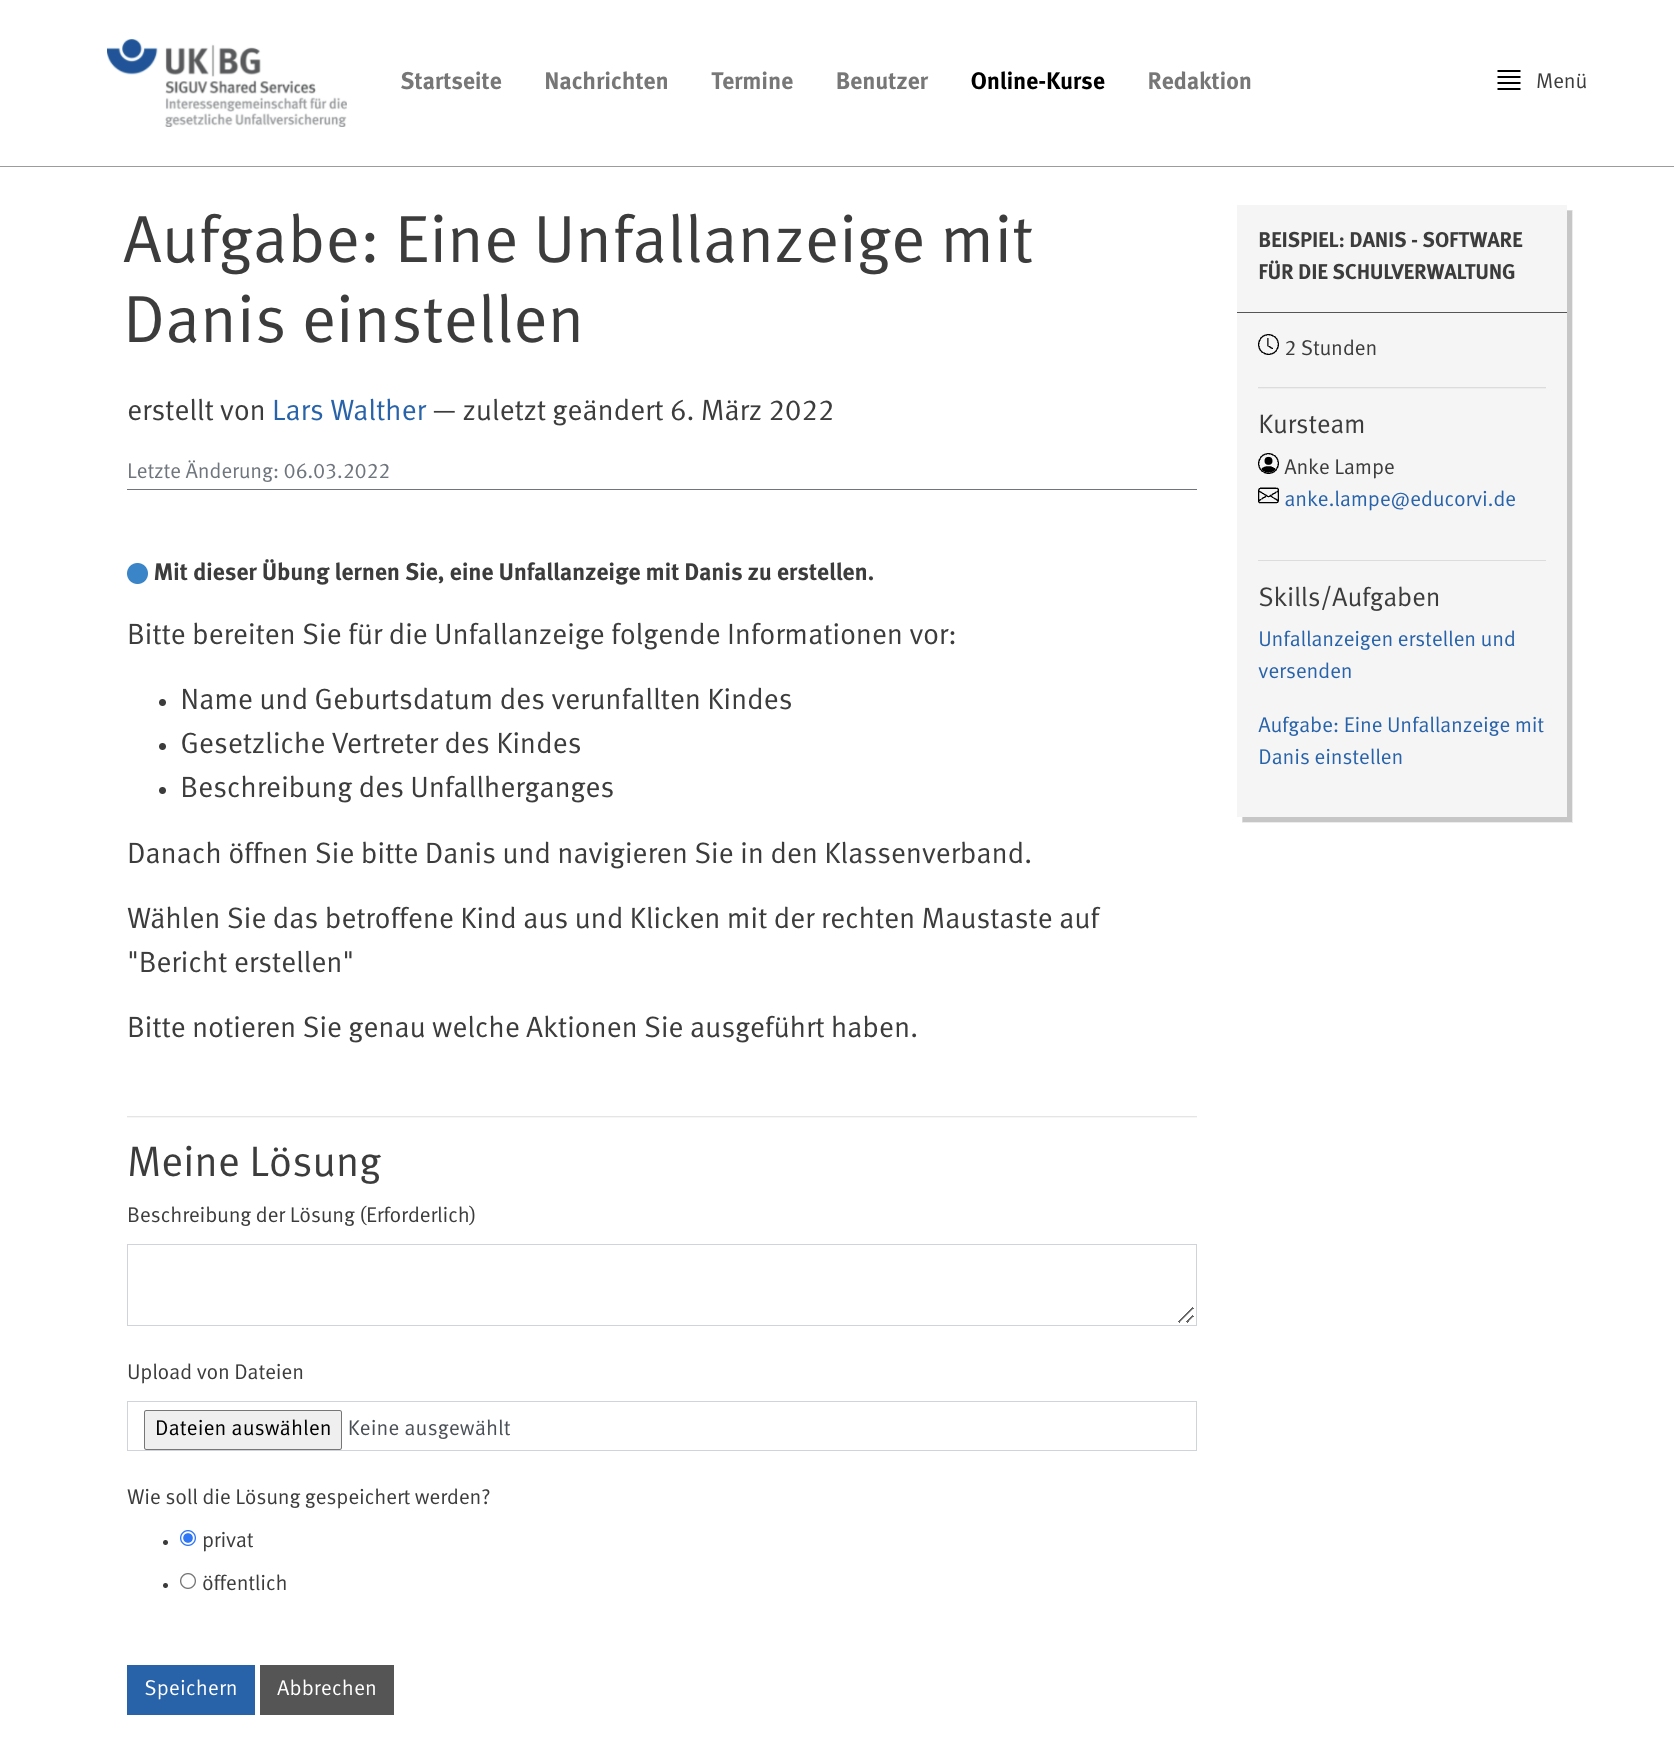 UK|BG
SIGUV Shared Services
Interessengemeinschaft für die
gesetzliche Unfallversicherung
Startseite Nachrichten Termine Benutzer Online-Kurse Redaktion
Menü
Aufgabe: Eine Unfallanzeige mit
Danis einstellen
erstellt von Lars Walther — zuletzt geändert 6. März 2022
Letzte Änderung: 06.03.2022
Mit dieser Übung lernen Sie, eine Unfallanzeige mit Danis zu erstellen.
Bitte bereiten Sie für die Unfallanzeige folgende Informationen vor:
• Name und Geburtsdatum des verunfallten Kindes
• Gesetzliche Vertreter des Kindes
• Beschreibung des Unfallherganges
Danach öffnen Sie bitte Danis und navigieren Sie in den Klassenverband.
Wählen Sie das betroffene Kind aus und Klicken mit der rechten Maustaste auf
"Bericht erstellen"
Bitte notieren Sie genau welche Aktionen Sie ausgeführt haben.
Meine Lösung
Beschreibung der Lösung (Erforderlich)
Upload von Dateien
Dateien auswählen Keine ausgewählt
Wie soll die Lösung gespeichert werden?
• privat
• öffentlich
Speichern Abbrechen
BEISPIEL: DANIS - SOFTWARE
FÜR DIE SCHULVERWALTUNG
2 Stunden
Kursteam
Anke Lampe
anke.lampe@educorvi.de
Skills/Aufgaben
Unfallanzeigen erstellen und
versenden
Aufgabe: Eine Unfallanzeige mit
Danis einstellen